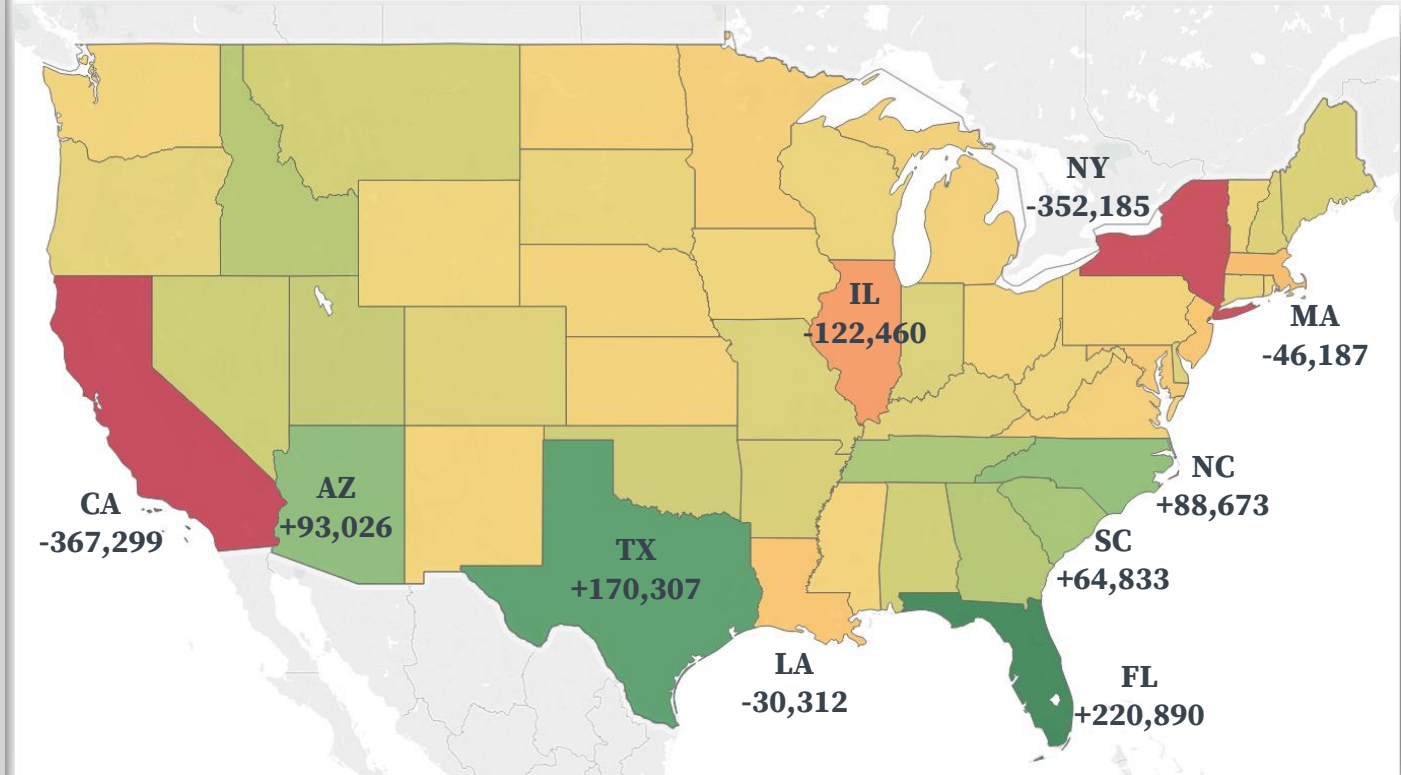 NY
-352,185
IL
-122,460
MA
-46,187
CA
-367,299
AZ
+93,026
NC
+88,673
TX
+170,307
SC
+64,833
LA
-30,312
FL
+220,890